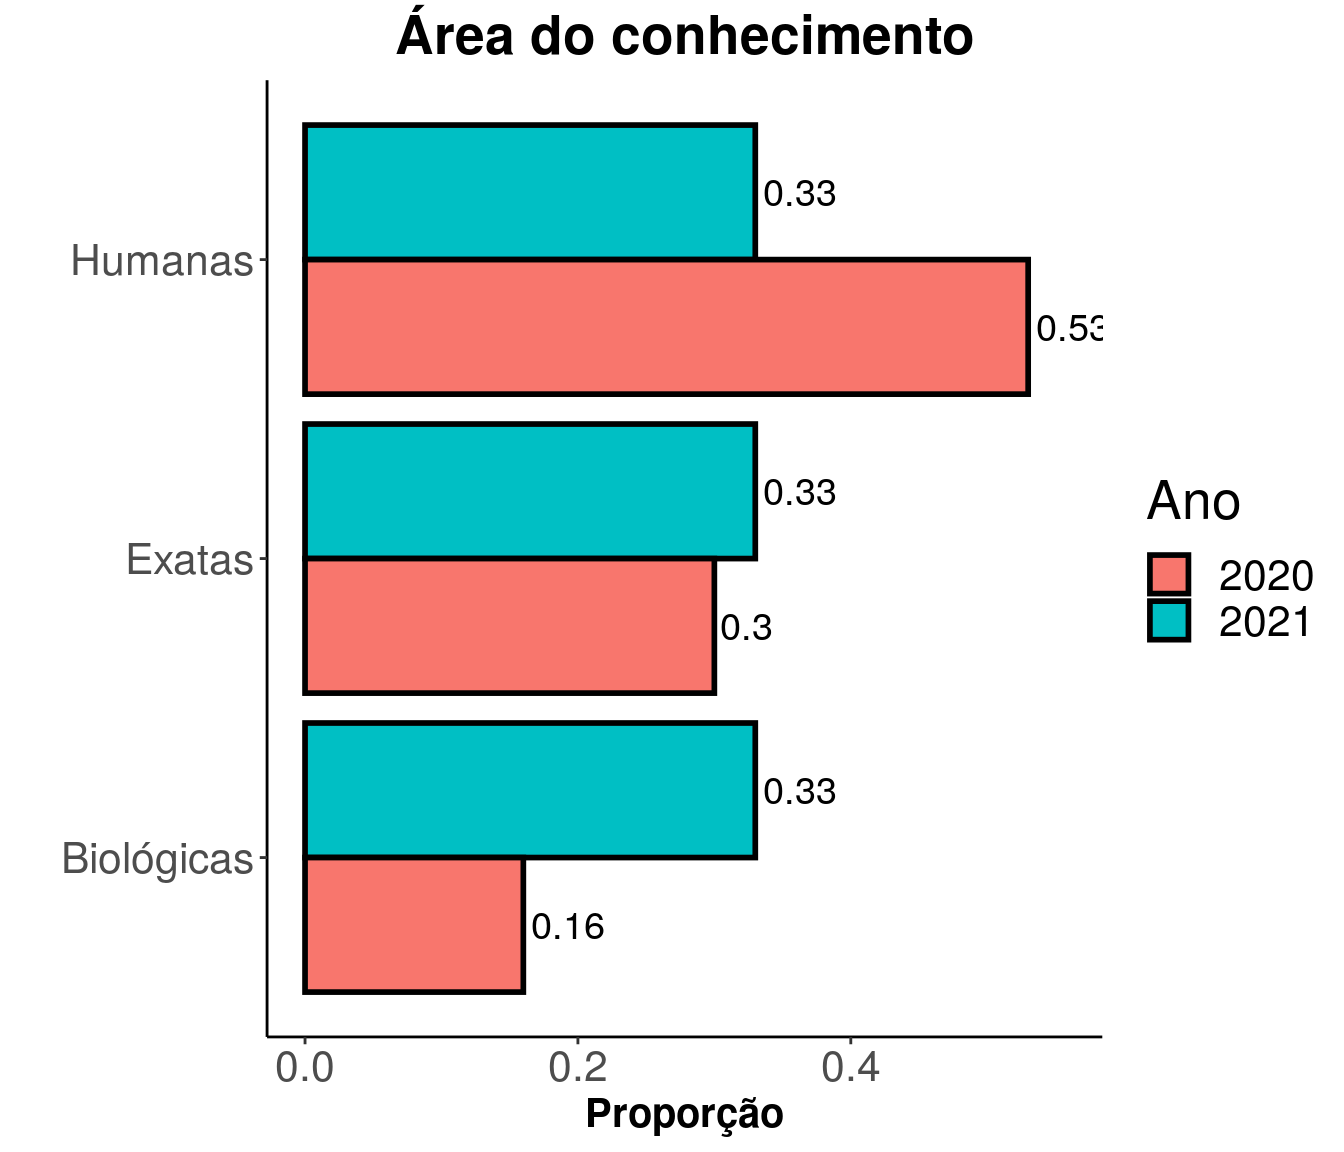 Área do conhecimento
Humanas
0.33
0.53
Exatas
0.33
0.3
Biológicas
0.33
0.16
Ano
2020
2021
0.0 0.2 0.4
Proporção